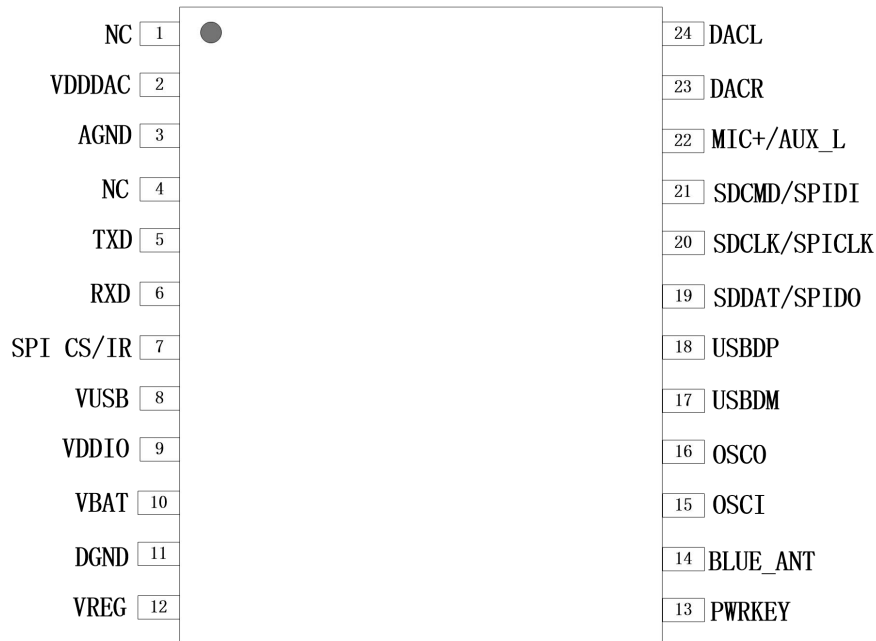 NC 1
24 DACL
VDDDAC 2
23 DACR
AGND 3
22 MIC+/AUX_L
NC 4
21 SDCMD/SPIDI
TXD 5
20 SDCLK/SPICLK
RXD 6
19 SDDAT/SPIDO
SPI CS/IR 7
18 USBDP
VUSB 8
17 USBDM
VDDIO 9
16 OSCO
VBAT 10
15 OSCI
DGND 11
14 BLUE_ANT
VREG 12
13 PWRKEY